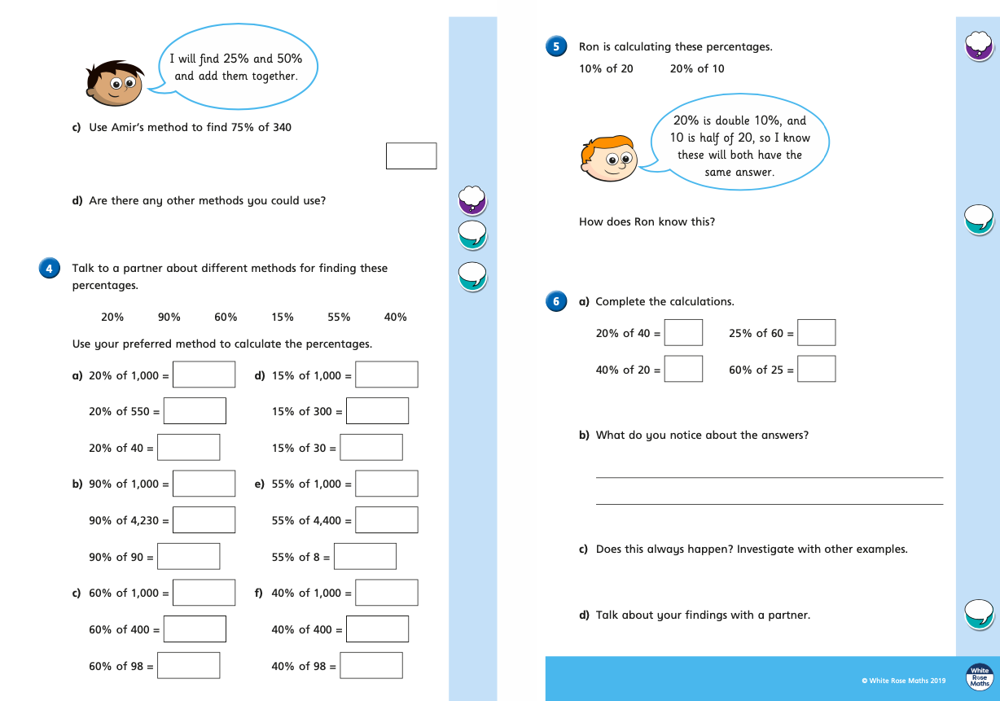 I will find 25% and 50%
and add them together.
c) Use Amir's method to find 75% of 340
d) Are there any other methods you could use?
4 Talk to a partner about different methods for finding these
percentages.
20% 90% 60% 15% 55% 40%
Use your preferred method to calculate the percentages.
a) 20% of 1,000 =
20% of 550 =
20% of 40 =
b) 90% of 1,000 =
90% of 4,230 =
90% of 90 =
c) 60% of 1,000 =
60% of 400 =
60% of 98 =
d) 15% of 1,000 =
15% of 300 =
15% of 30 =
e) 55% of 1,000 =
55% of 4,400 =
55% of 8 =
f) 40% of 1,000 =
40% of 400 =
40% of 98 =
5 Ron is calculating these percentages.
10% of 20 20% of 10
20% is double 10%, and
10 is half of 20, so I know
these will both have the
same answer.
How does Ron know this?
6 a) Complete the calculations.
20% of 40 = 25% of 60 =
40% of 20 = 60% of 25 =
b) What do you notice about the answers?
c) Does this always happen? Investigate with other examples.
d) Talk about your findings with a partner.
© White Rose Maths 2019
White
Rose
Maths